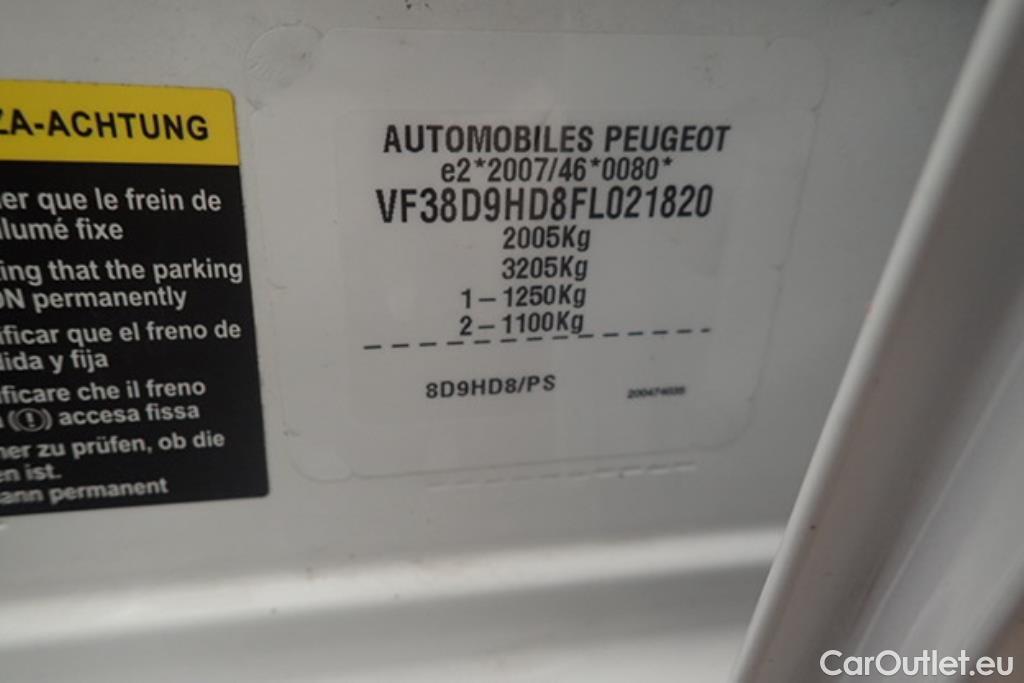 ZA-ACHTUNG
er que le frein de
llumé fixe
ing that the parking
ON permanently
ificar que el freno de
dida y fija
ificare che il freno
accesa fissa
ner zu prüfen, ob die
en ist.
ann permanent
AUTOMOBILES PEUGEOT
e2*2007/46*0080*
VF38D9HD8FL021820
2005Kg
3205Kg
1-1250Kg
2-1100Kg
8D9HD8/PS
200474035
CarOutlet.eu